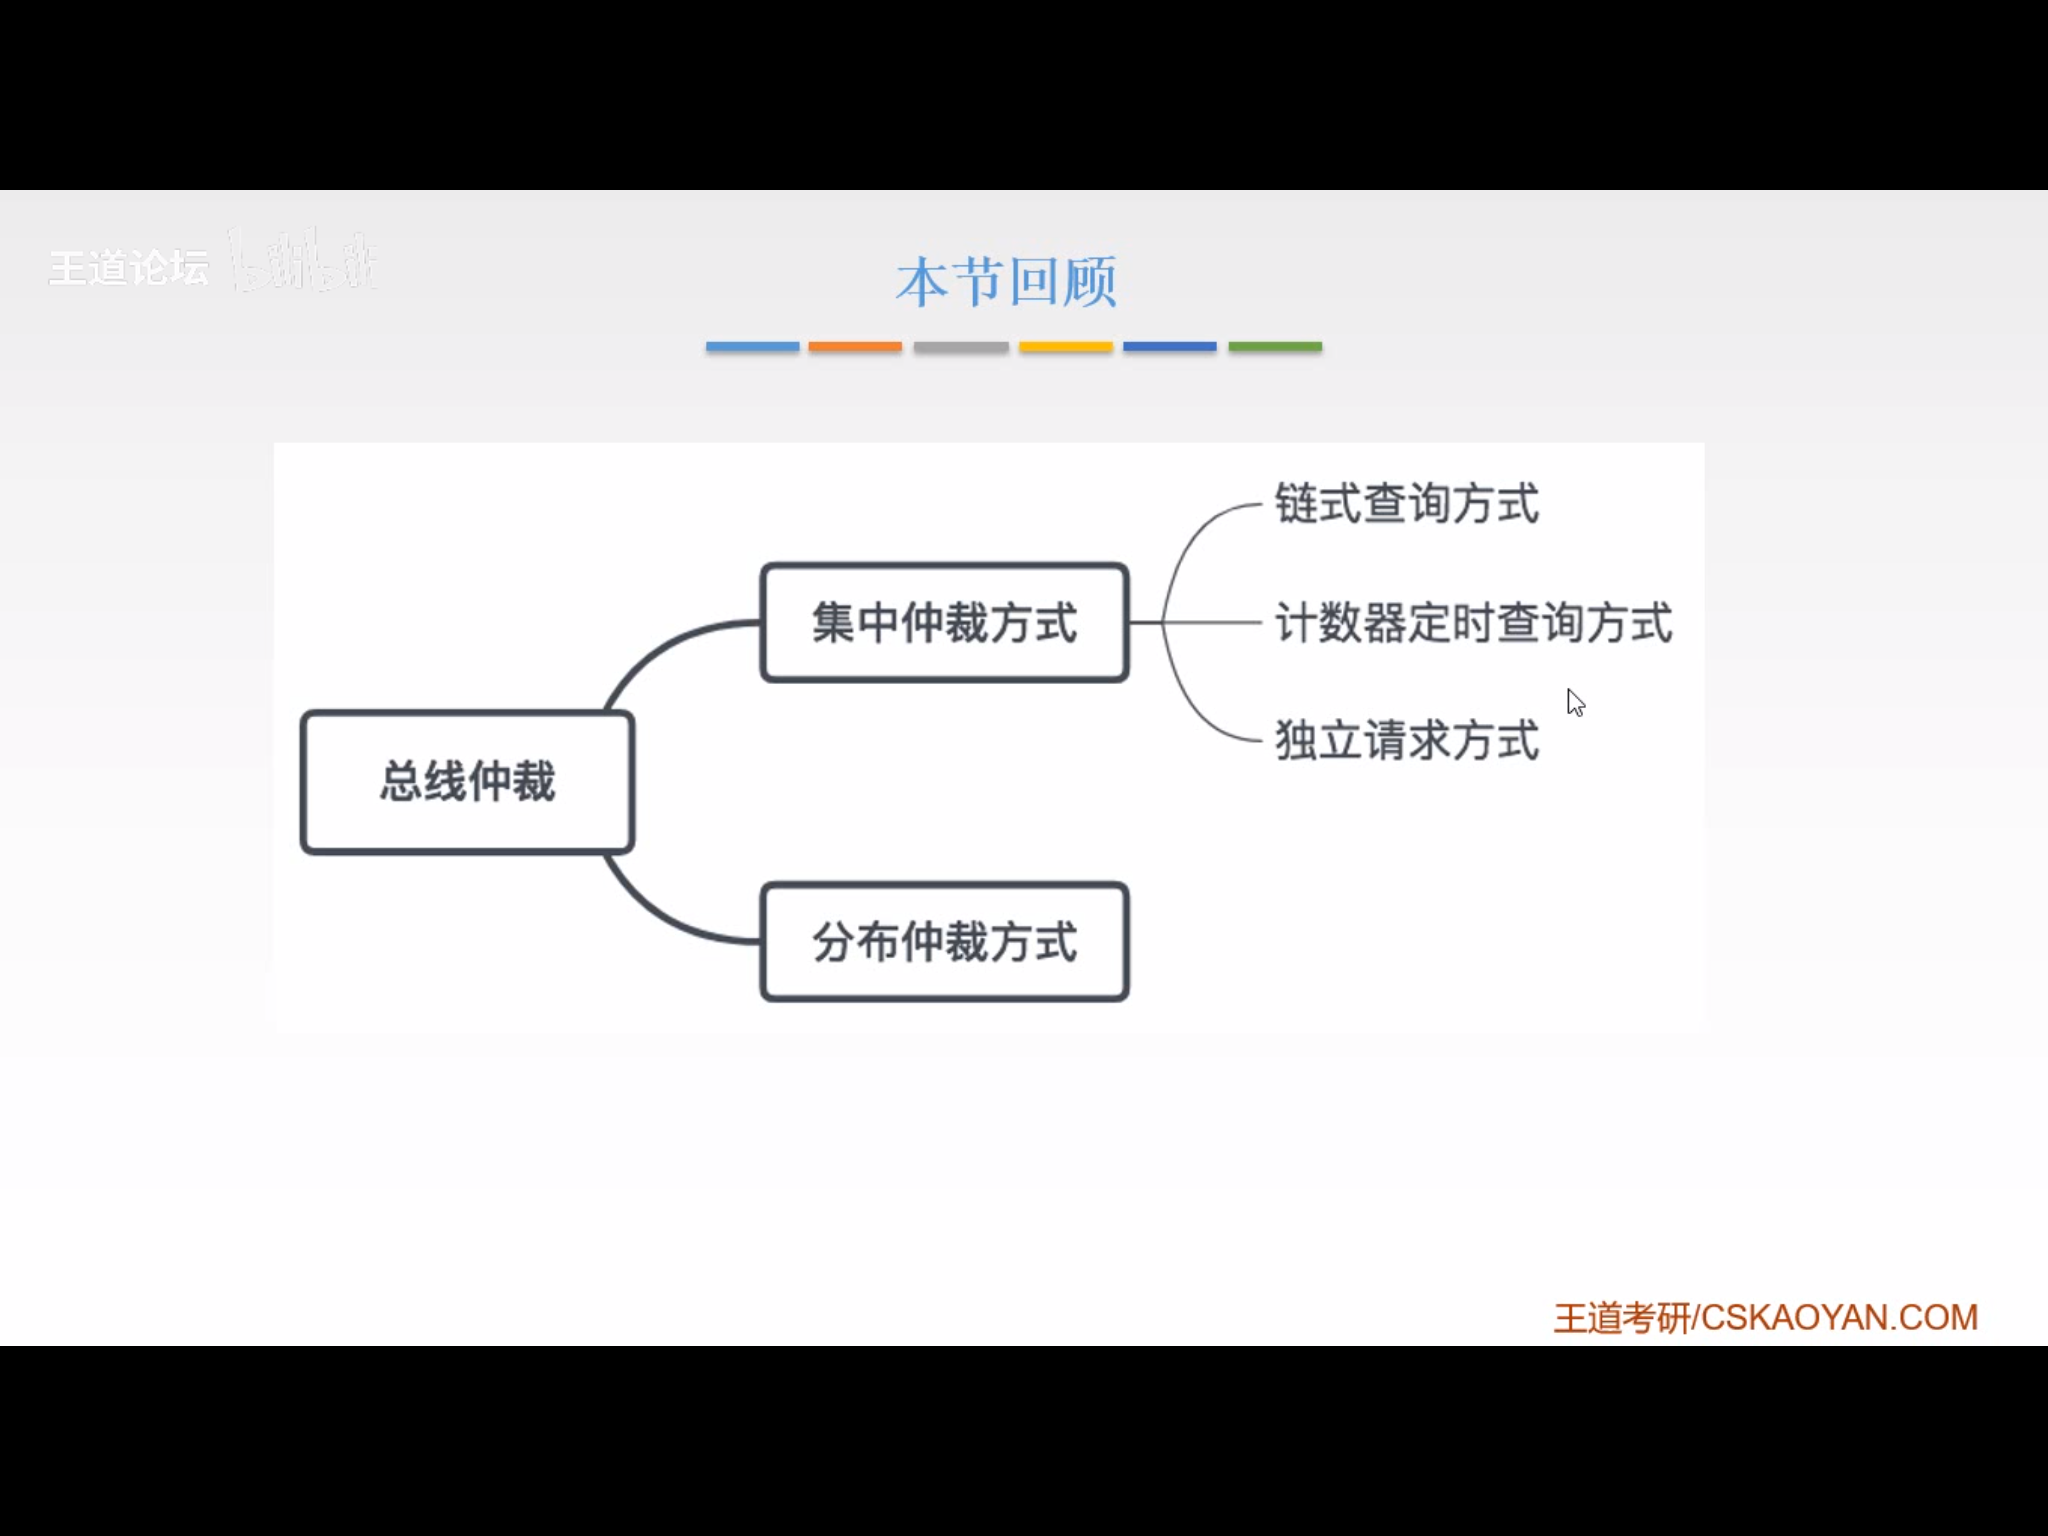 王道论坛 bilibili
本节回顾
链式查询方式
集中仲裁方式
计数器定时查询方式
独立请求方式
总线仲裁
分布仲裁方式
王道考研/CSKAOYAN.COM